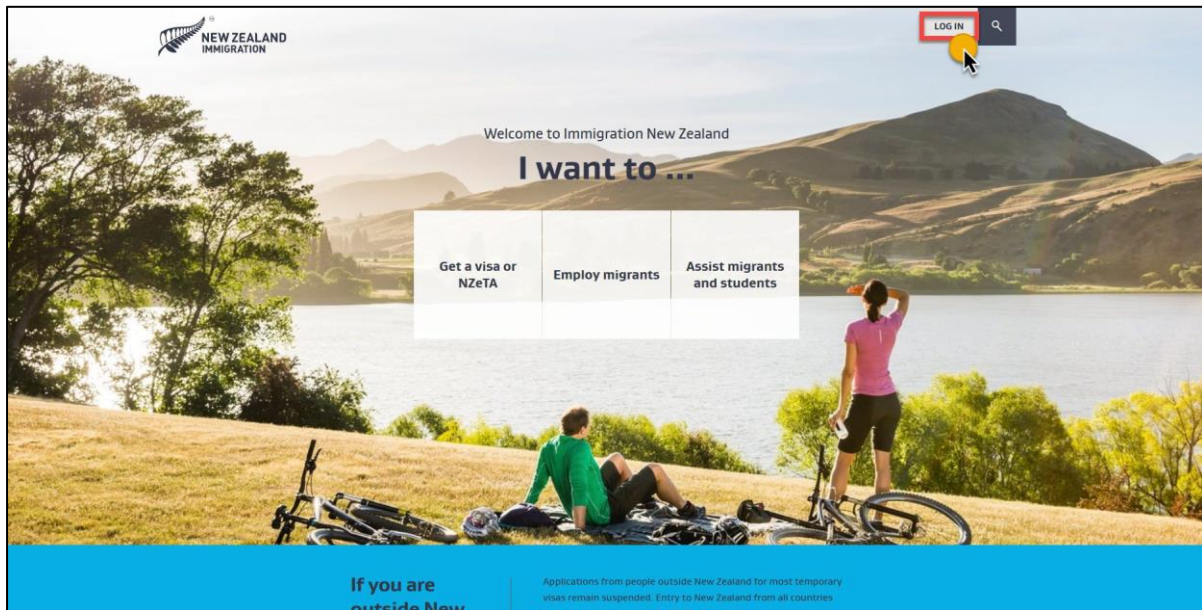 NEW ZEALAND
IMMIGRATION
LOG IN
Welcome to Immigration New Zealand
I want to ...
Get a visa or
NZeTA
Employ migrants
Assist migrants
and students
If you are
outside New
Applications from people outside New Zealand for most temporary
visas remain suspended. Entry to New Zealand from all countries